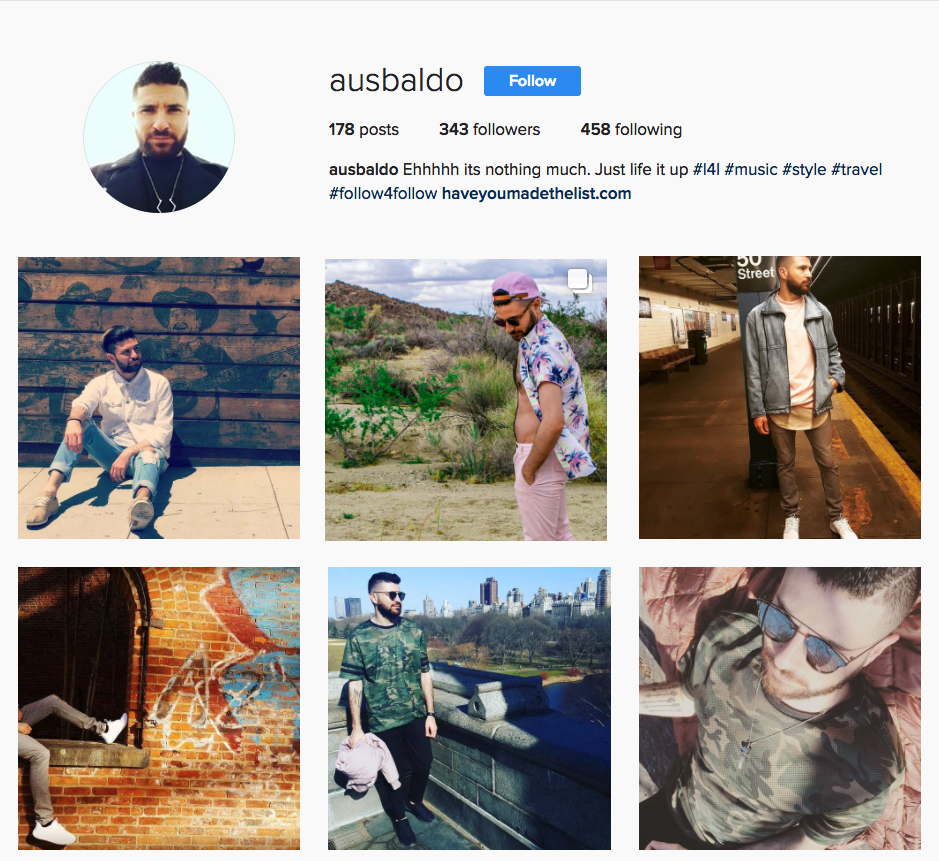 ausbaldo Follow
178 posts 343 followers 458 following
ausbaldo Ehhhhh its nothing much. Just life it up #l4l #music #style #travel
#follow4follow haveyoumadethelist.com
50
Street